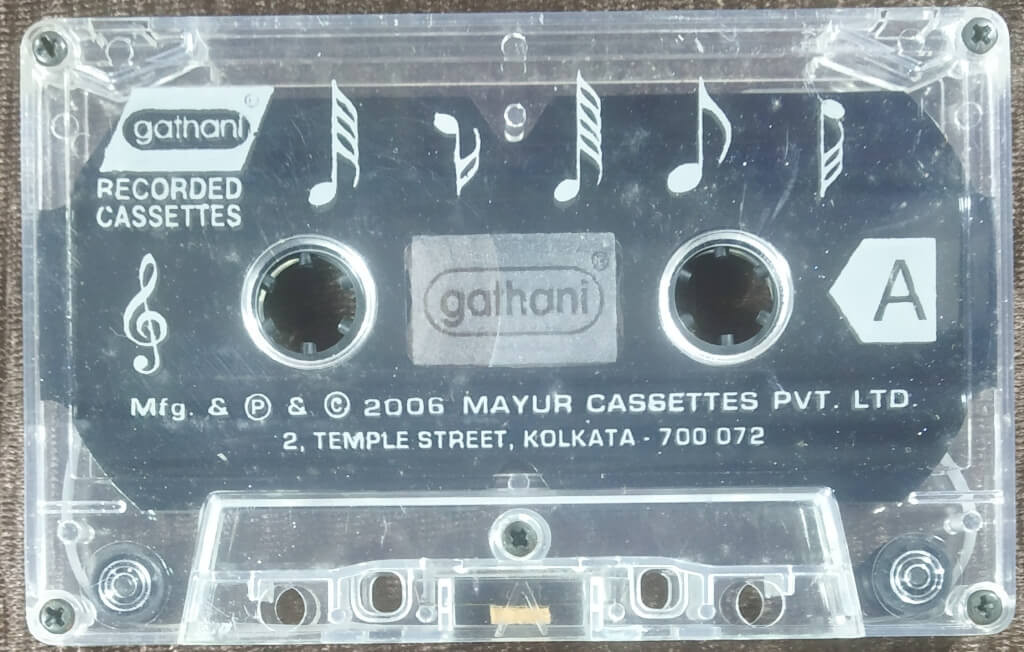 gathani®
RECORDED
CASSETTES
gathani®
A
Mfg. & Ⓟ & © 2006 MAYUR CASSETTES PVT. LTD.
2, TEMPLE STREET, KOLKATA - 700 072
A